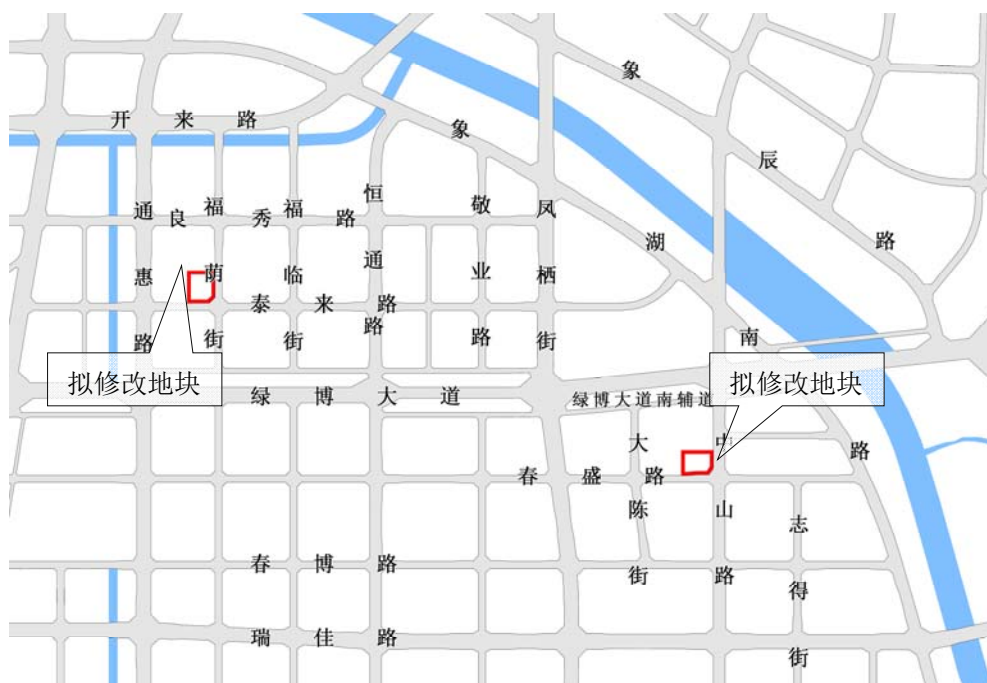 象
开来路
象
辰
恒通路
福荫街
福临街
敬业路
凤栖街
通惠路
良秀路
湖
路
泰来路
南
拟修改地块
拟修改地块
绿博大道
绿博大道南辅道
大陈街
中山路
路
春盛路
志得街
春博路
瑞佳路